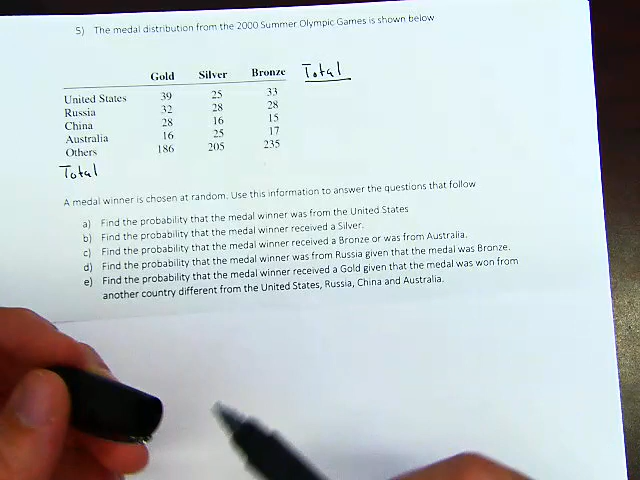 5) The medal distribution from the 2000 Summer Olympic Games is shown below
Gold Silver Bronze Total
United States 39 25 33
Russia 32 28 28
China 28 16 15
Australia 16 25 17
Others 186 205 235
Total
A medal winner is chosen at random. Use this information to answer the questions that follow
a) Find the probability that the medal winner was from the United States
b) Find the probability that the medal winner received a Silver.
c) Find the probability that the medal winner received a Bronze or was from Australia.
d) Find the probability that the medal winner was from Russia given that the medal was Bronze.
e) Find the probability that the medal winner received a Gold given that the medal was won from
another country different from the United States, Russia, China and Australia.